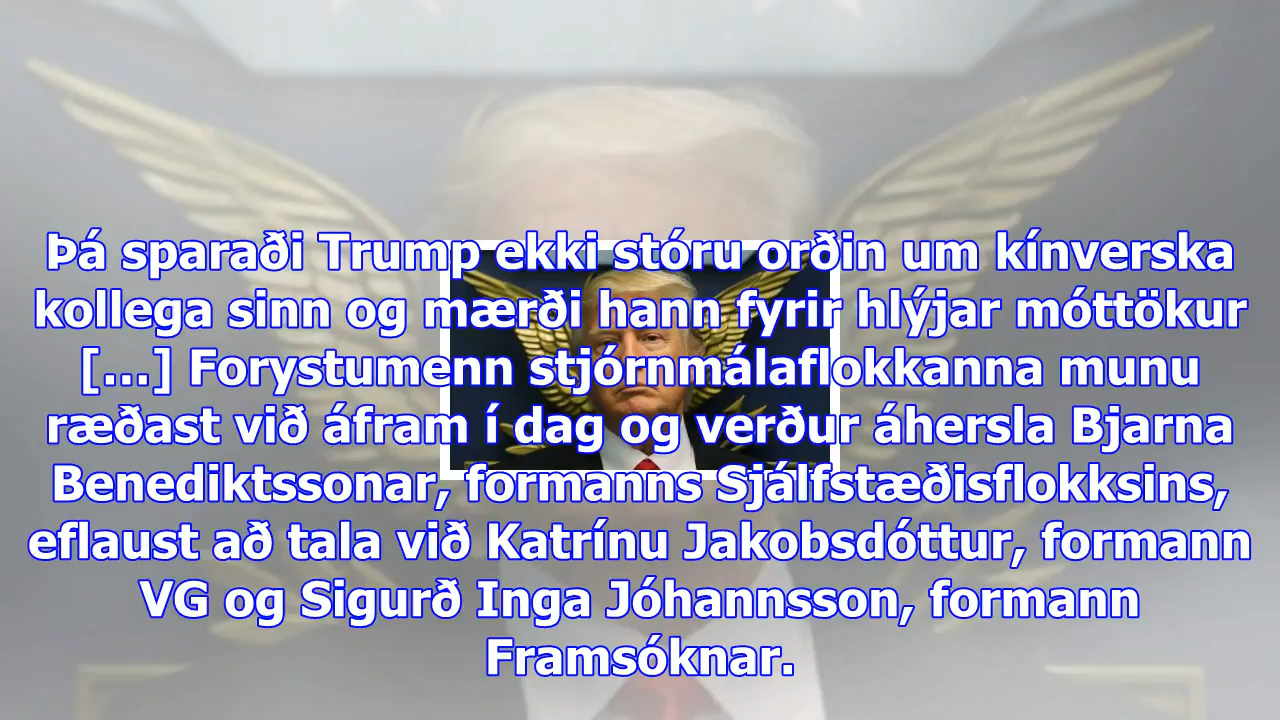 Þá sparaði Trump ekki stóru orðin um kínverska
kollega sinn og mærði hann fyrir hlýjar móttökur
[...] Forystumenn stjórnmálaflokkanna munu
ræðast við áfram í dag og verður áhersla Bjarna
Benediktssonar, formanns Sjálfstæðisflokksins,
eflaust að tala við Katrínu Jakobsdóttur, formann
VG og Sigurð Inga Jóhannsson, formann
Framsóknar.